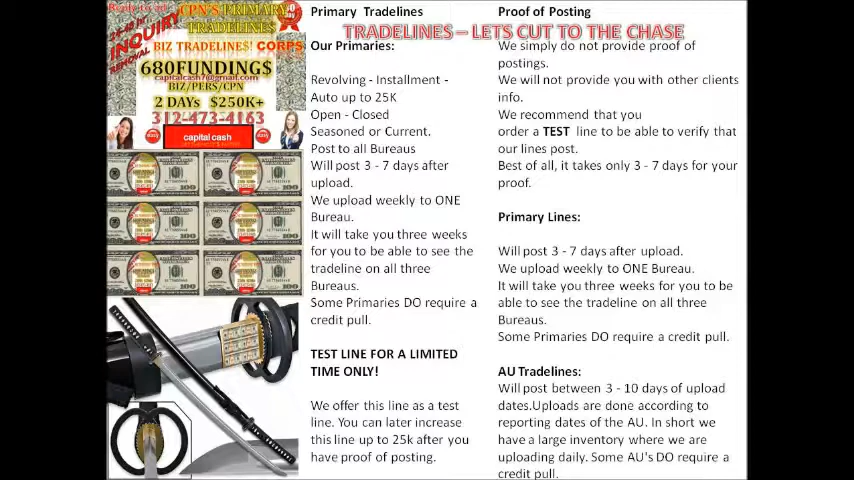 Ready to ad
CPN'S PRIMARY
TRADELINES
24-48 hr
INQUIRY
REMOVAL
Day
BIZ TRADELINES! CORPS
680FUNDING$
capitalcash7@gmail.com
BIZ/PERS/CPN
2 DAYs $250K+
312-473-4163
easy
capital cash
easy
TRADELINES – LETS CUT TO THE CHASE
Primary Tradelines
Our Primaries:
Revolving - Installment -
Auto up to 25K
Open - Closed
Seasoned or Current.
Post to all Bureaus
Will post 3 - 7 days after
upload.
We upload weekly to ONE
Bureau.
It will take you three weeks
for you to be able to see the
tradeline on all three
Bureaus.
Some Primaries DO require a
credit pull.
TEST LINE FOR A LIMITED
TIME ONLY!
We offer this line as a test
line. You can later increase
this line up to 25k after you
have proof of posting.
Proof of Posting
We simply do not provide proof of
postings.
We will not provide you with other clients
info.
We recommend that you
order a TEST line to be able to verify that
our lines post.
Best of all, it takes only 3 - 7 days for your
proof.
Primary Lines:
Will post 3 - 7 days after upload.
We upload weekly to ONE Bureau.
It will take you three weeks for you to be
able to see the tradeline on all three
Bureaus.
Some Primaries DO require a credit pull.
AU Tradelines:
Will post between 3 - 10 days of upload
dates.Uploads are done according to
reporting dates of the AU. In short we
have a large inventory where we are
uploading daily. Some AU's DO require a
credit pull.